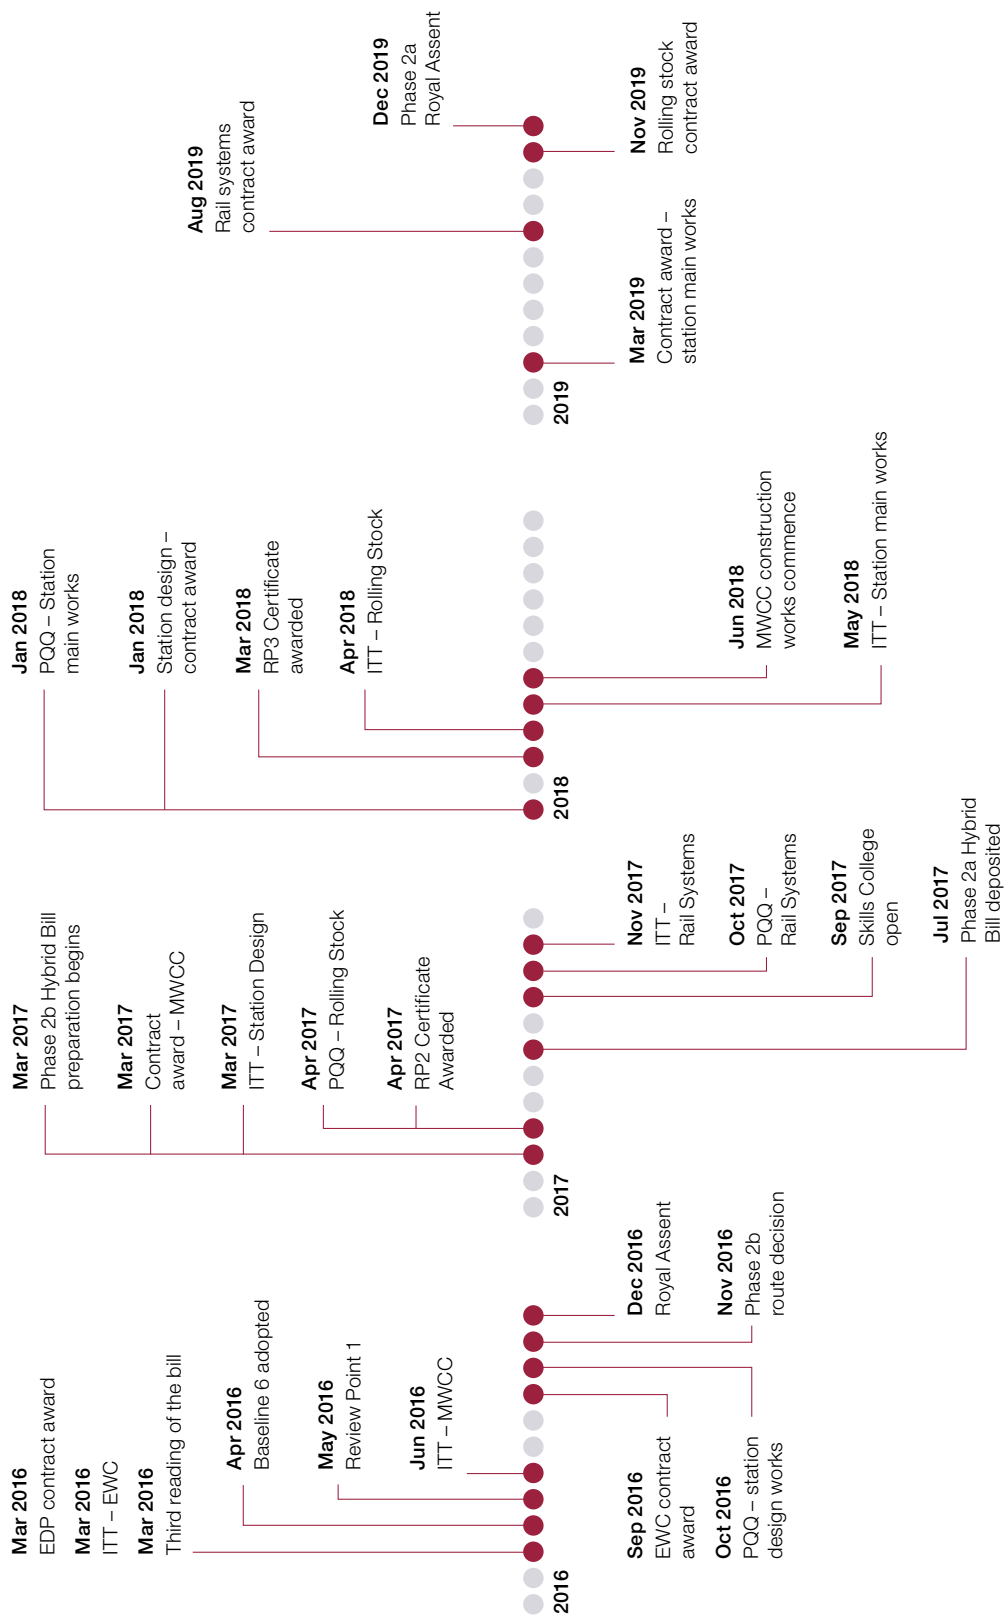 Mar 2016
EDP contract award
Mar 2016
ITT – EWC
Mar 2016
Third reading of the bill
Apr 2016
Baseline 6 adopted
May 2016
Review Point 1
Jun 2016
ITT – MWCC
2016
Sep 2016
EWC contract
award
Oct 2016
PQQ – station
design works
Dec 2016
Royal Assent
Nov 2016
Phase 2b
route decision
Mar 2017
Phase 2b Hybrid Bill
preparation begins
Mar 2017
Contract
award – MWCC
Mar 2017
ITT – Station Design
Apr 2017
PQQ – Rolling Stock
Apr 2017
RP2 Certificate
Awarded
2017
Nov 2017
ITT –
Rail Systems
Oct 2017
PQQ –
Rail Systems
Sep 2017
Skills College
open
Jul 2017
Phase 2a Hybrid
Bill deposited
Jan 2018
PQQ – Station
main works
Jan 2018
Station design –
contract award
Mar 2018
RP3 Certificate
awarded
Apr 2018
ITT – Rolling Stock
2018
Jun 2018
MWCC construction
works commence
May 2018
ITT – Station main works
Aug 2019
Rail systems
contract award
Dec 2019
Phase 2a
Royal Assent
2019
Mar 2019
Contract award –
station main works
Nov 2019
Rolling stock
contract award